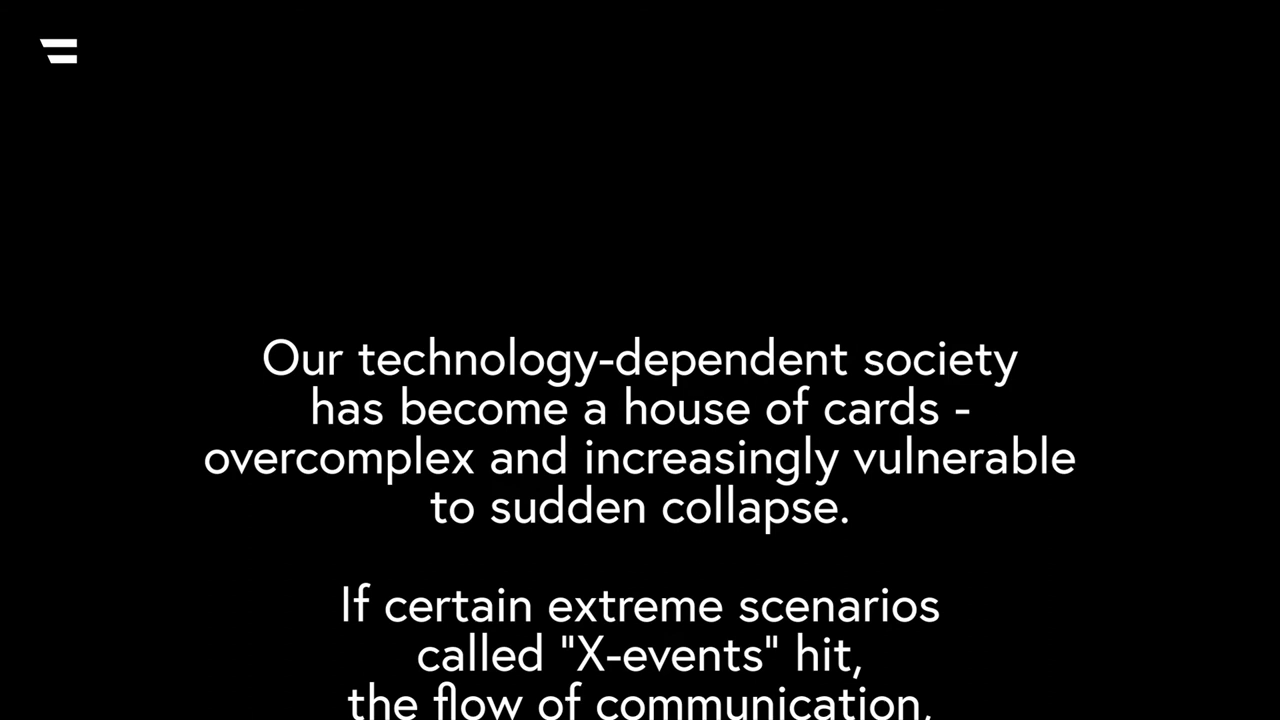 Our technology-dependent society
has become a house of cards -
overcomplex and increasingly vulnerable
to sudden collapse.
If certain extreme scenarios
called "X-events" hit,
the flow of communication,